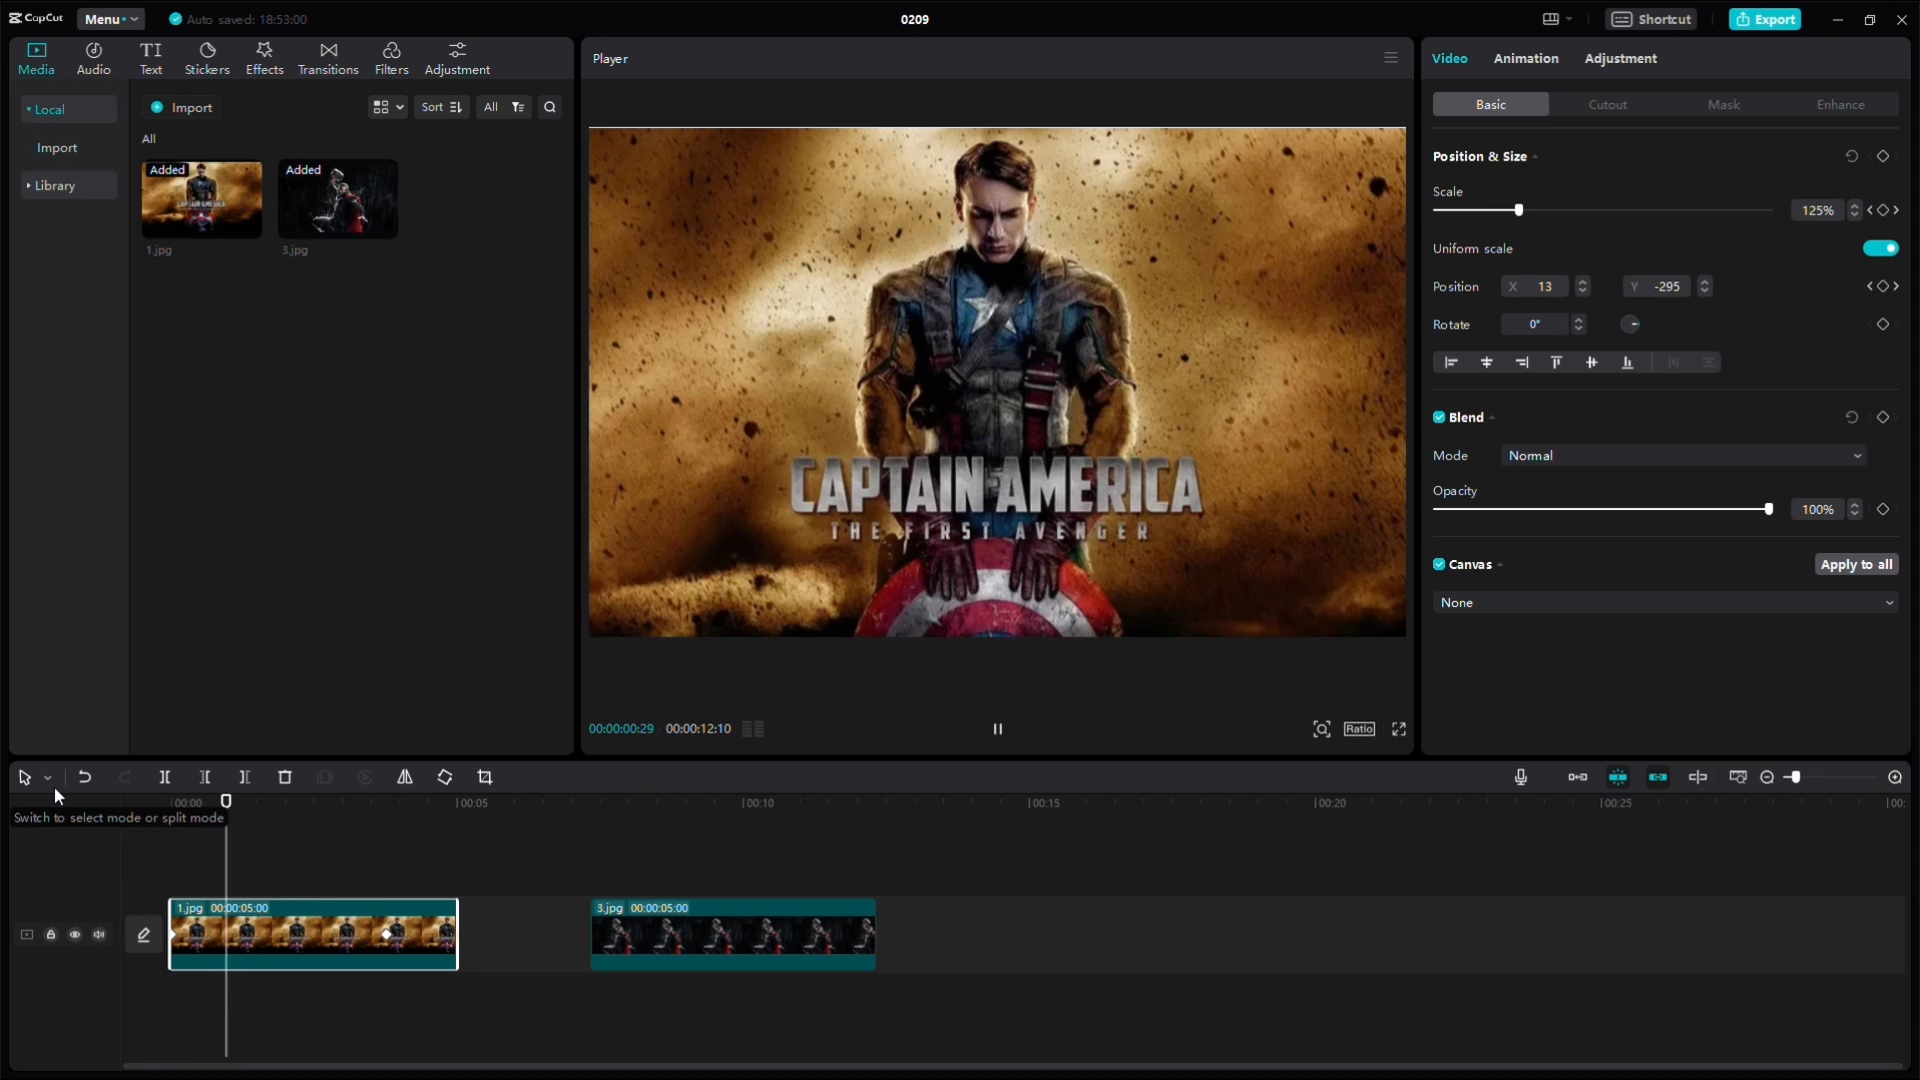 CapCut
Menu
Auto saved: 18:53:00
0209
Shortcut
Export
Media
Audio
Text
Stickers
Effects
Transitions
Filters
Adjustment
Local
Import
Library
Import
Sort
All
All
Added
Added
1.jpg
3.jpg
Player
CAPTAIN AMERICA
THE FIRST AVENGER
00:00:00:29
00:00:12:10
Ratio
Video
Animation
Adjustment
Basic
Cutout
Mask
Enhance
Position & Size
Scale
125%
Uniform scale
Position
X 13
Y -295
Rotate
0°
Blend
Mode
Normal
Opacity
100%
Canvas
Apply to all
None
Switch to select mode or split mode
00:00
00:05
00:10
00:15
00:20
00:25
00:
1.jpg 00:00:05:00
3.jpg 00:00:05:00